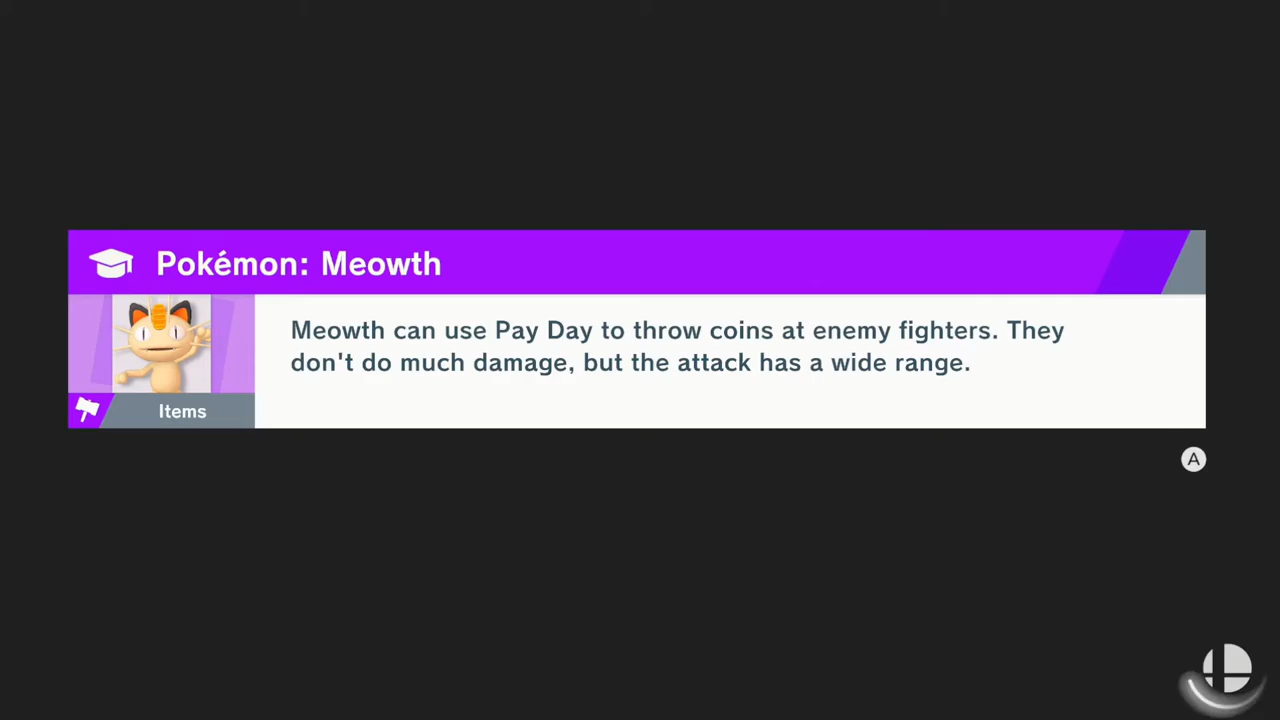 Pokémon: Meowth
Meowth can use Pay Day to throw coins at enemy fighters. They
don't do much damage, but the attack has a wide range.
Items
A